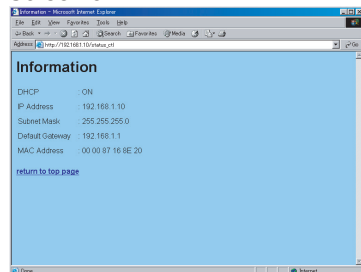 Information - Microsoft Internet Explorer
File Edit View Favorites Tools Help
Back Search Favorites Media
Address http://192.168.1.10/status_ctl Go
Information
DHCP : ON
IP Address : 192.168.1.10
Subnet Mask : 255.255.255.0
Default Gateway : 192.168.1.1
MAC Address : 00 00 87 16 8E 20
return to top page
Done Internet